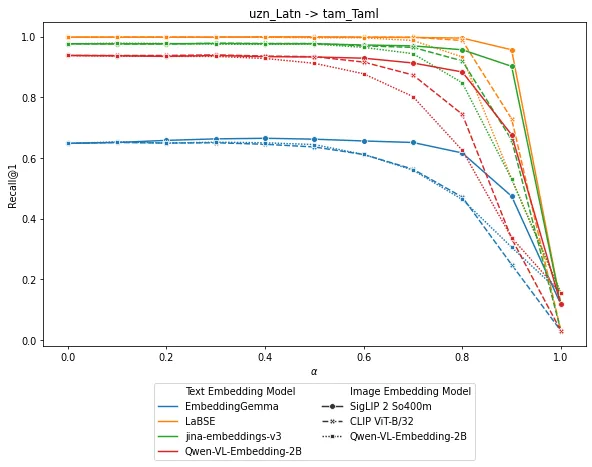 uzn_Latn -> tam_Taml
1.0
0.8
0.6
0.4
0.2
0.0
Recall@1
0.0 0.2 0.4 0.6 0.8 1.0
α
Text Embedding Model Image Embedding Model
EmbeddingGemma SigLIP 2 So400m
LaBSE CLIP ViT-B/32
jina-embeddings-v3 Qwen-VL-Embedding-2B
Qwen-VL-Embedding-2B